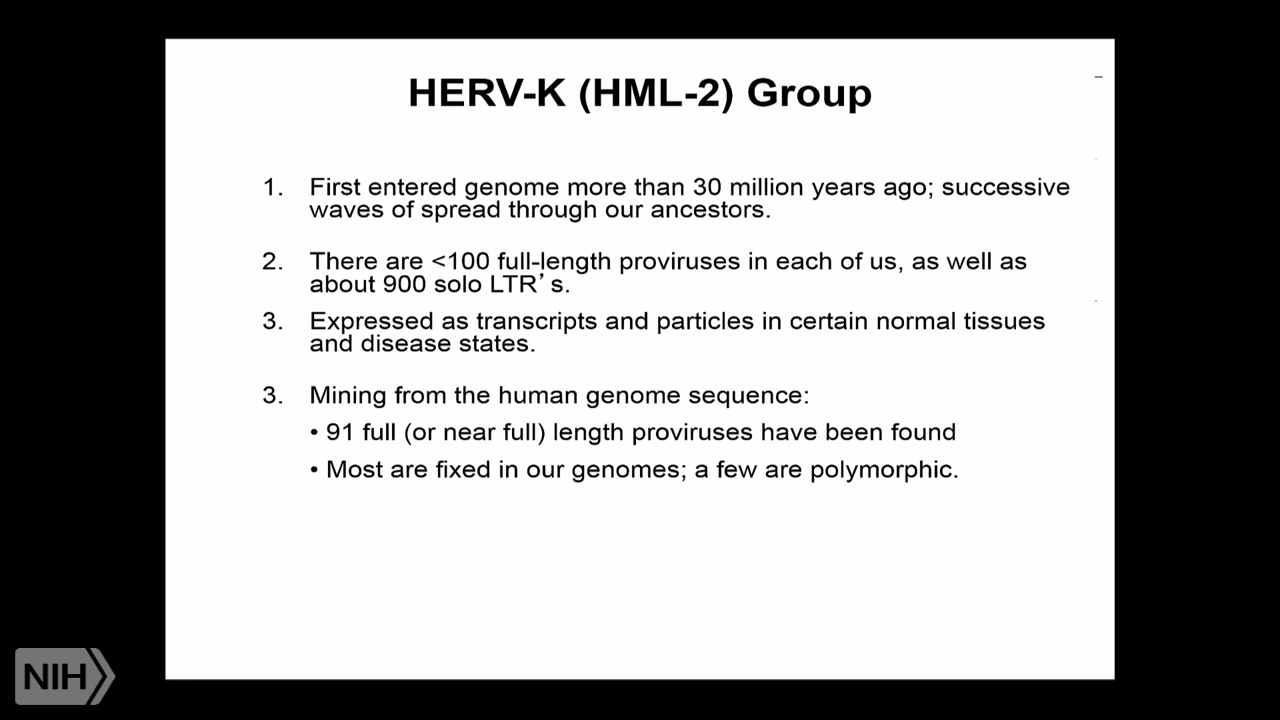 HERV-K (HML-2) Group
1. First entered genome more than 30 million years ago; successive
waves of spread through our ancestors.
2. There are <100 full-length proviruses in each of us, as well as
about 900 solo LTR’s.
3. Expressed as transcripts and particles in certain normal tissues
and disease states.
3. Mining from the human genome sequence:
• 91 full (or near full) length proviruses have been found
• Most are fixed in our genomes; a few are polymorphic.
NIH